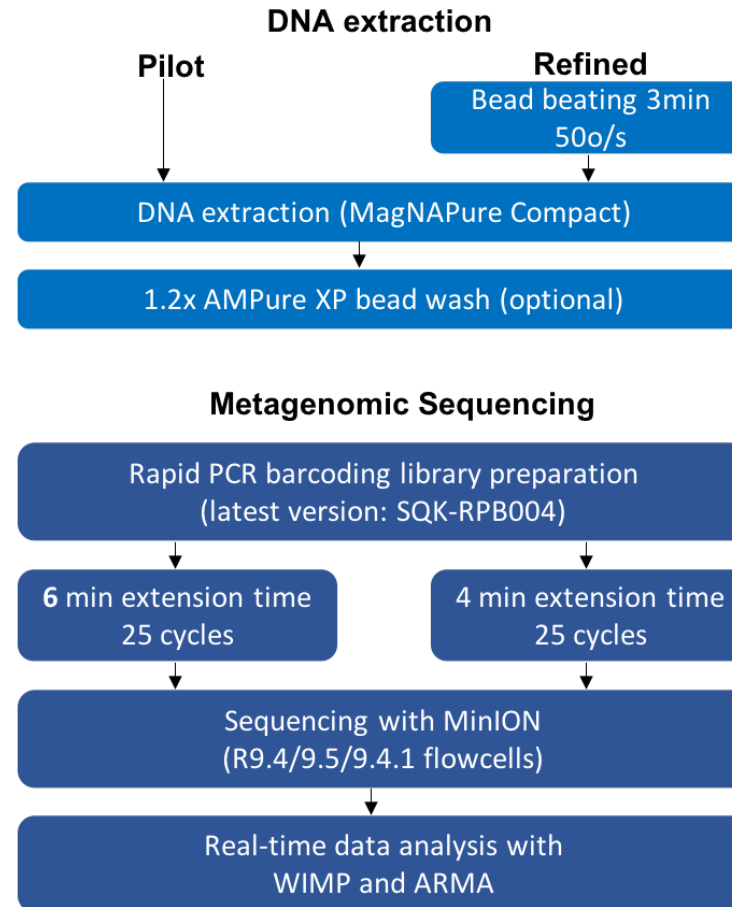 DNA extraction
Pilot
Refined
Bead beating 3min
50o/s
DNA extraction (MagNAPure Compact)
1.2x AMPure XP bead wash (optional)
Metagenomic Sequencing
Rapid PCR barcoding library preparation
(latest version: SQK-RPB004)
6 min extension time
25 cycles
4 min extension time
25 cycles
Sequencing with MinION
(R9.4/9.5/9.4.1 flowcells)
Real-time data analysis with
WIMP and ARMA